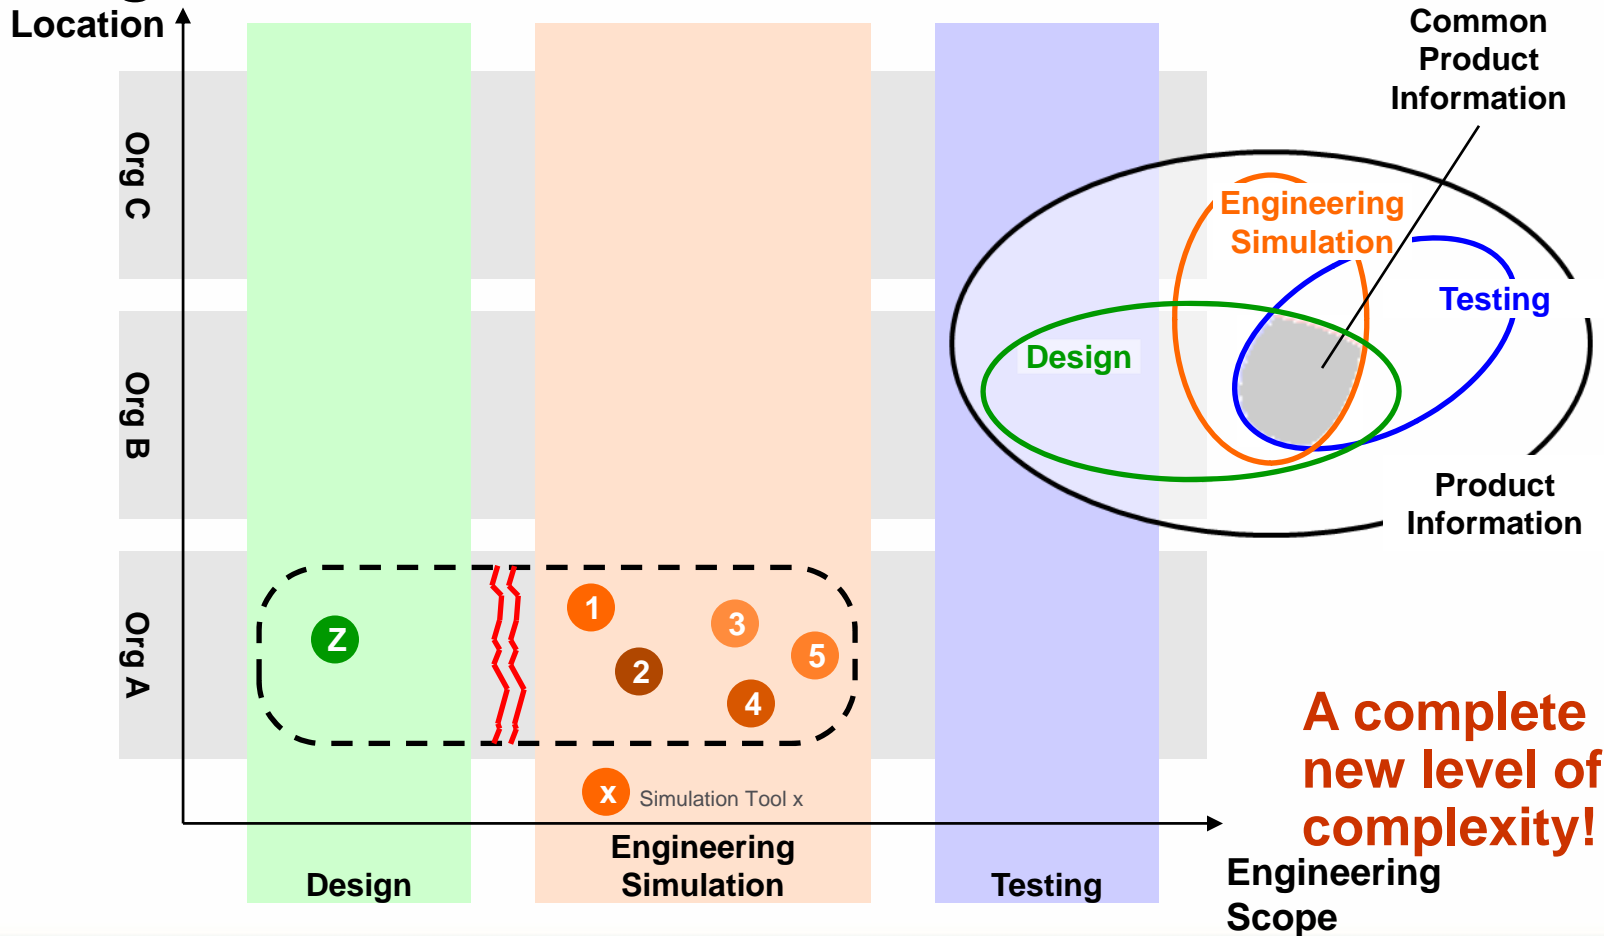 Location
Common
Product
Information
Org C
Engineering
Simulation
Testing
Org B
Design
Product
Information
Org A
Z
1
2
3
4
5
A complete
new level of
complexity!
x
Simulation Tool x
Engineering
Simulation
Design
Testing
Engineering
Scope